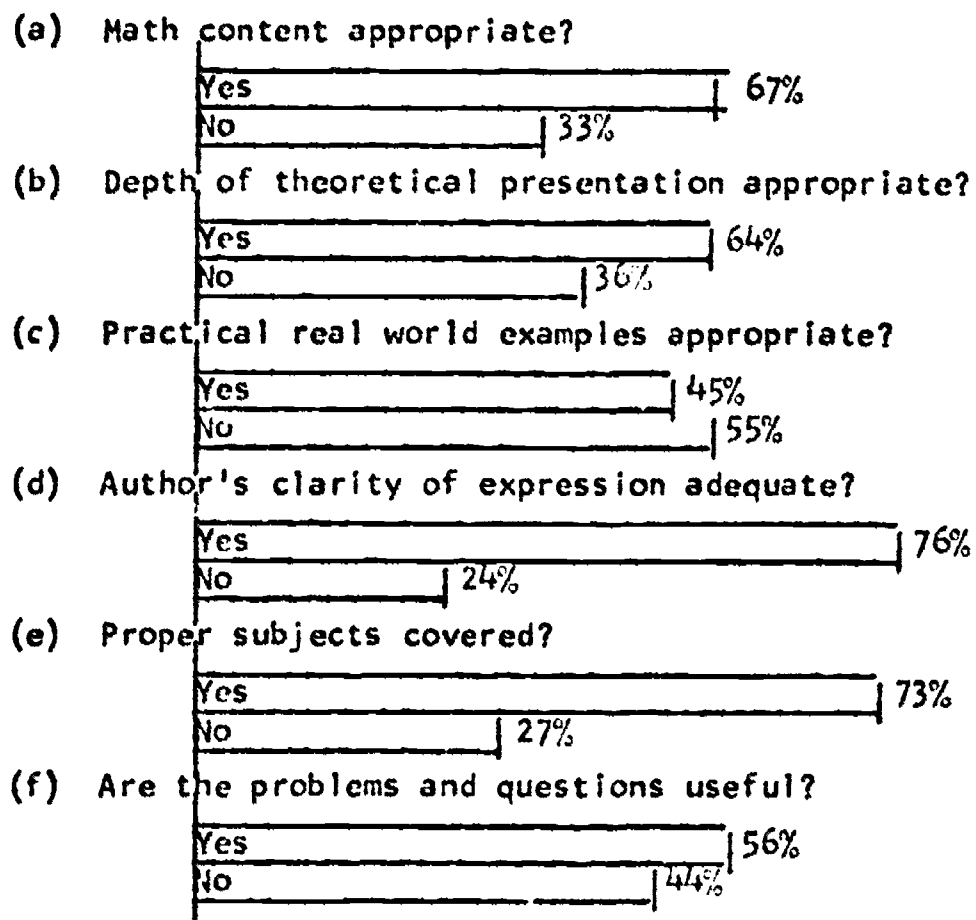 (a) Math content appropriate?
Yes 67%
No 33%
(b) Depth of theoretical presentation appropriate?
Yes 64%
No 36%
(c) Practical real world examples appropriate?
Yes 45%
No 55%
(d) Author's clarity of expression adequate?
Yes 76%
No 24%
(e) Proper subjects covered?
Yes 73%
No 27%
(f) Are the problems and questions useful?
Yes 56%
No 44%